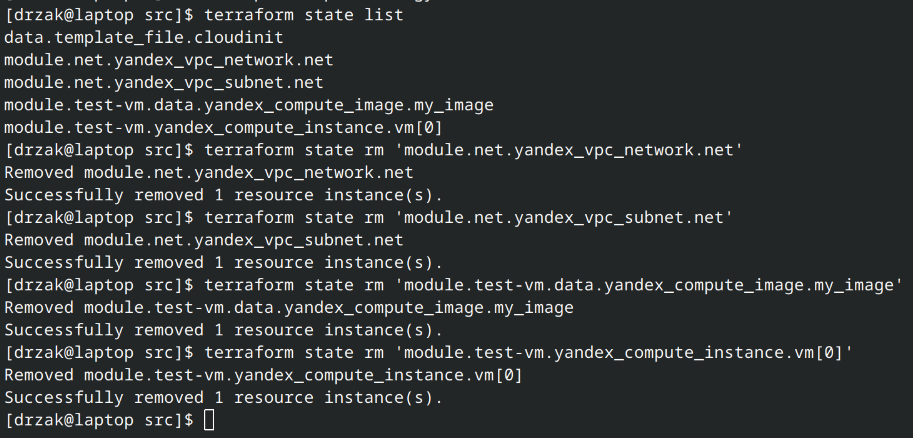 [drzak@laptop src]$ terraform state list
data.template_file.cloudinit
module.net.yandex_vpc_network.net
module.net.yandex_vpc_subnet.net
module.test-vm.data.yandex_compute_image.my_image
module.test-vm.yandex_compute_instance.vm[0]
[drzak@laptop src]$ terraform state rm 'module.net.yandex_vpc_network.net'
Removed module.net.yandex_vpc_network.net
Successfully removed 1 resource instance(s).
[drzak@laptop src]$ terraform state rm 'module.net.yandex_vpc_subnet.net'
Removed module.net.yandex_vpc_subnet.net
Successfully removed 1 resource instance(s).
[drzak@laptop src]$ terraform state rm 'module.test-vm.data.yandex_compute_image.my_image'
Removed module.test-vm.data.yandex_compute_image.my_image
Successfully removed 1 resource instance(s).
[drzak@laptop src]$ terraform state rm 'module.test-vm.yandex_compute_instance.vm[0]'
Removed module.test-vm.yandex_compute_instance.vm[0]
Successfully removed 1 resource instance(s).
[drzak@laptop src]$